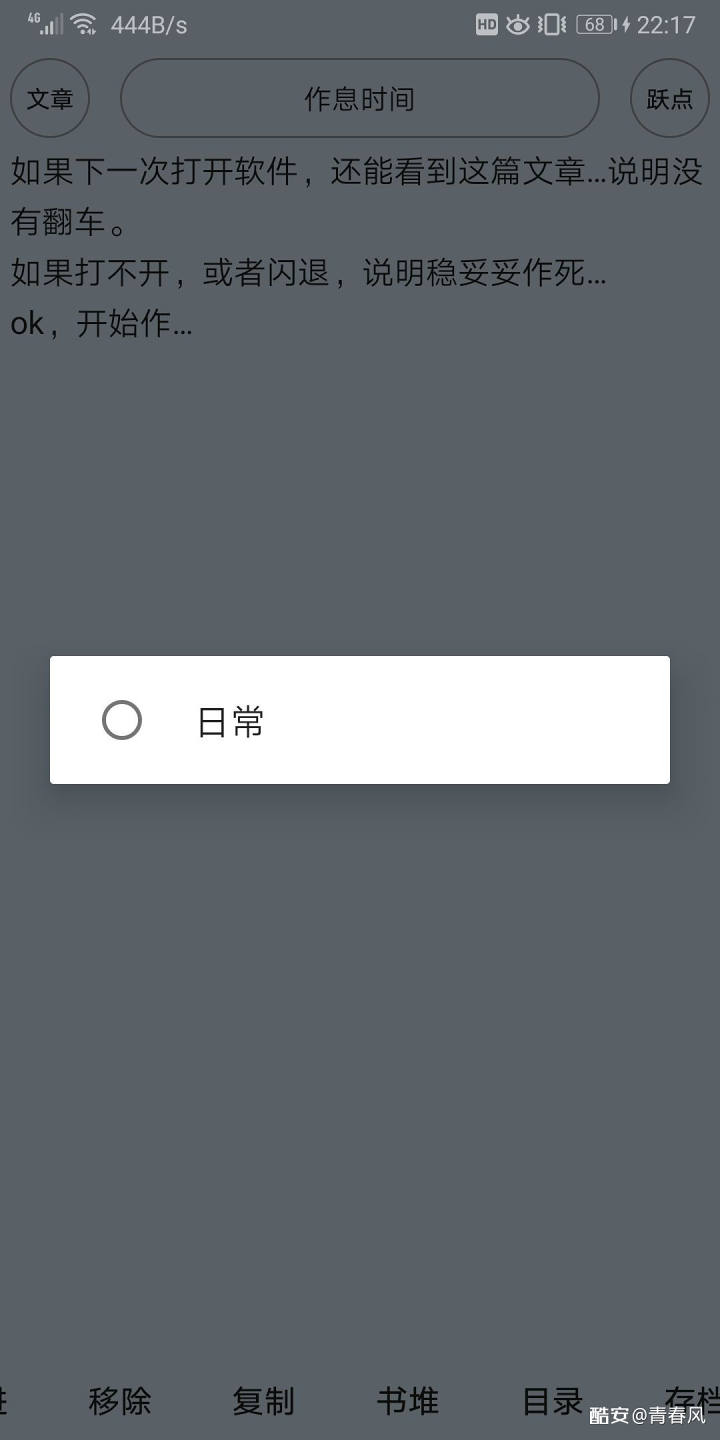 4G 444B/s HD 68 22:17
文章 作息时间 跃点
如果下一次打开软件，还能看到这篇文章…说明没
有翻车。
如果打不开，或者闪退，说明稳妥妥作死…
ok，开始作…
日常
移除 复制 书堆 目录 存档
酷安@青春风